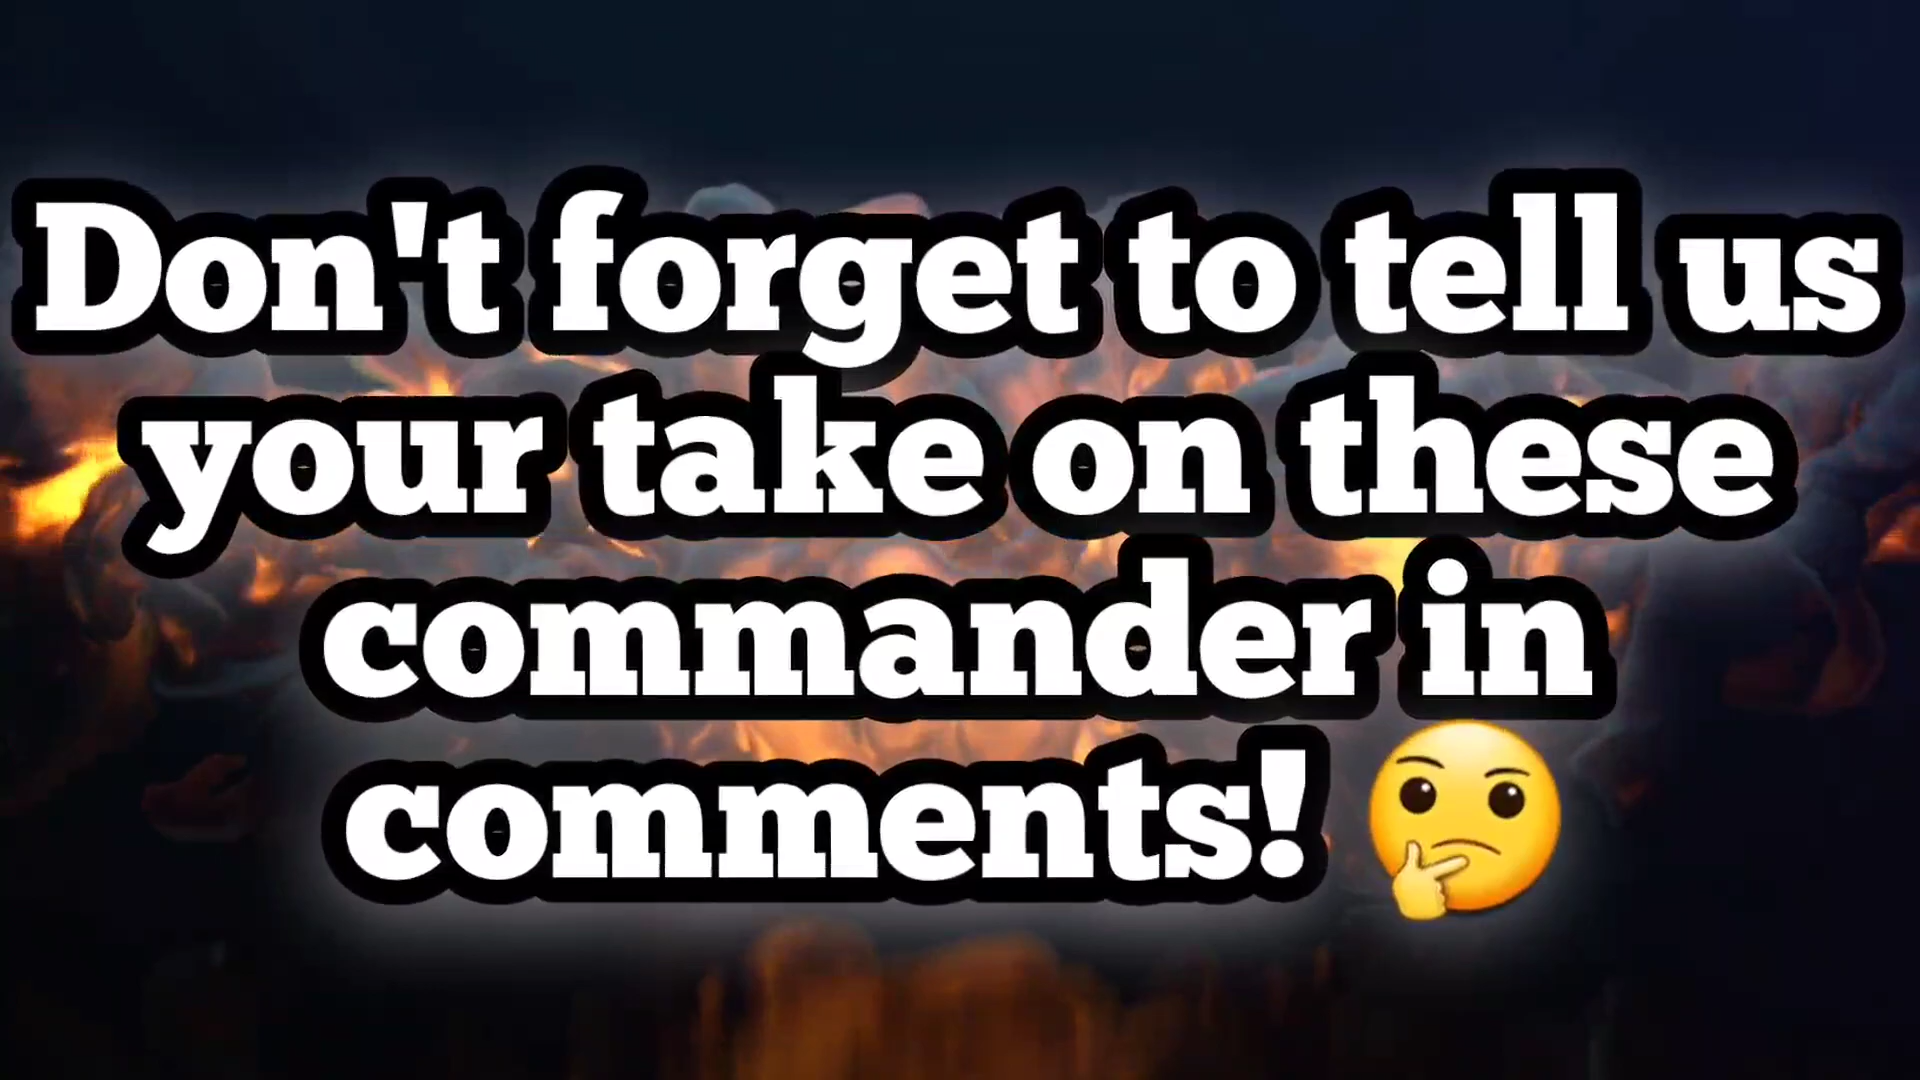 Don't forget to tell us
your take on these
commander in
comments! 🤔